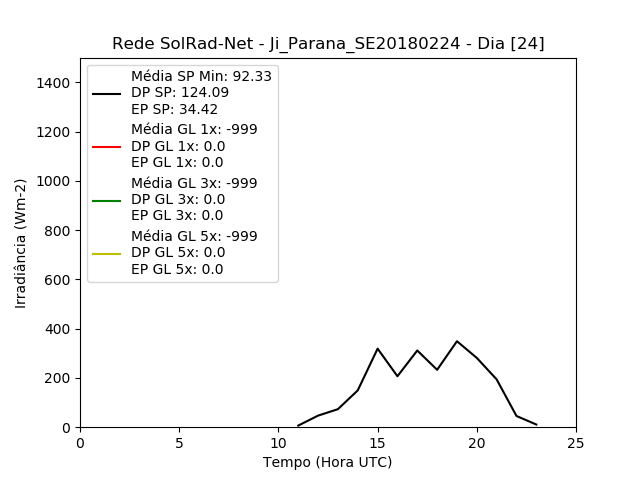 Rede SolRad-Net - Ji_Parana_SE20180224 - Dia [24]
Média SP Min: 92.33
DP SP: 124.09
EP SP: 34.42
Média GL 1x: -999
DP GL 1x: 0.0
EP GL 1x: 0.0
Média GL 3x: -999
DP GL 3x: 0.0
EP GL 3x: 0.0
Média GL 5x: -999
DP GL 5x: 0.0
EP GL 5x: 0.0
Irradiância (Wm-2)
1400
1200
1000
800
600
400
200
0
0 5 10 15 20 25
Tempo (Hora UTC)